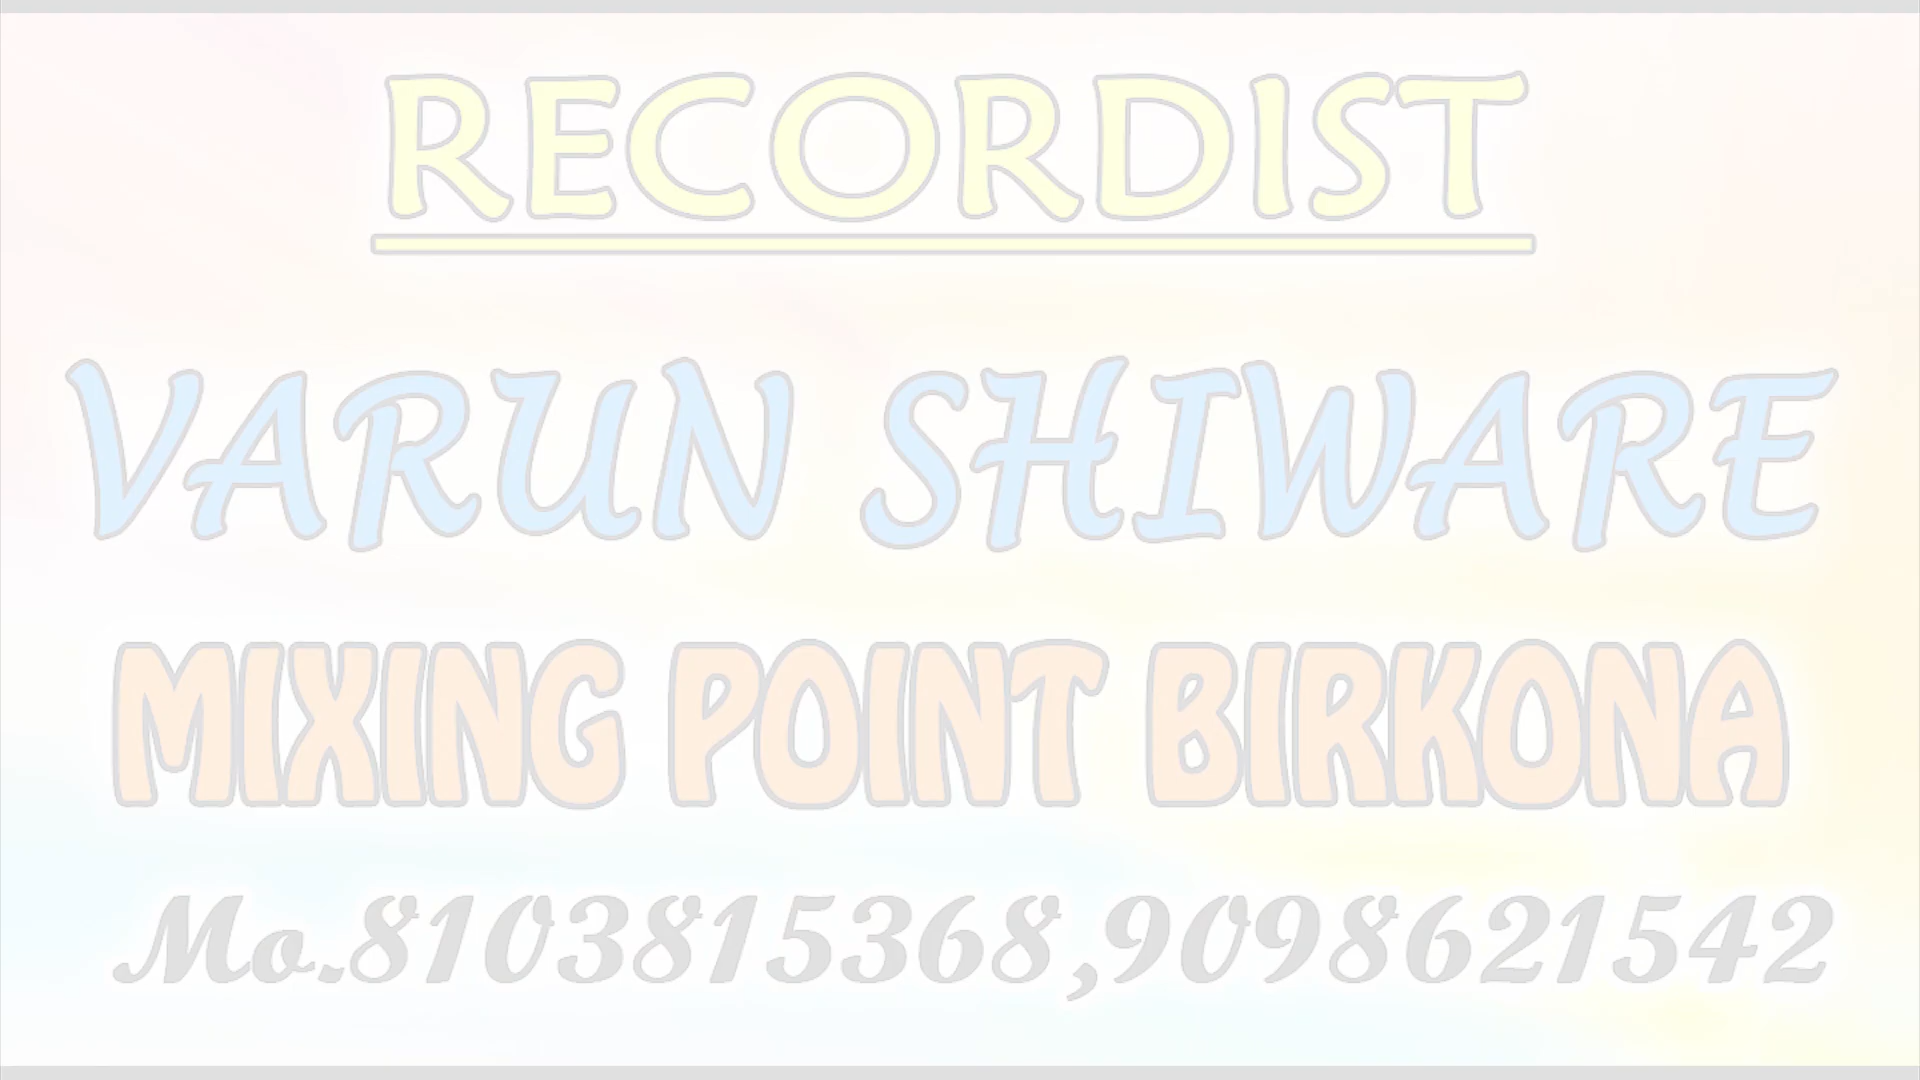 RECORDIST
VARUN SHIWARE
MIXING POINT BIRKONA
Mo.8103815368,9098621542